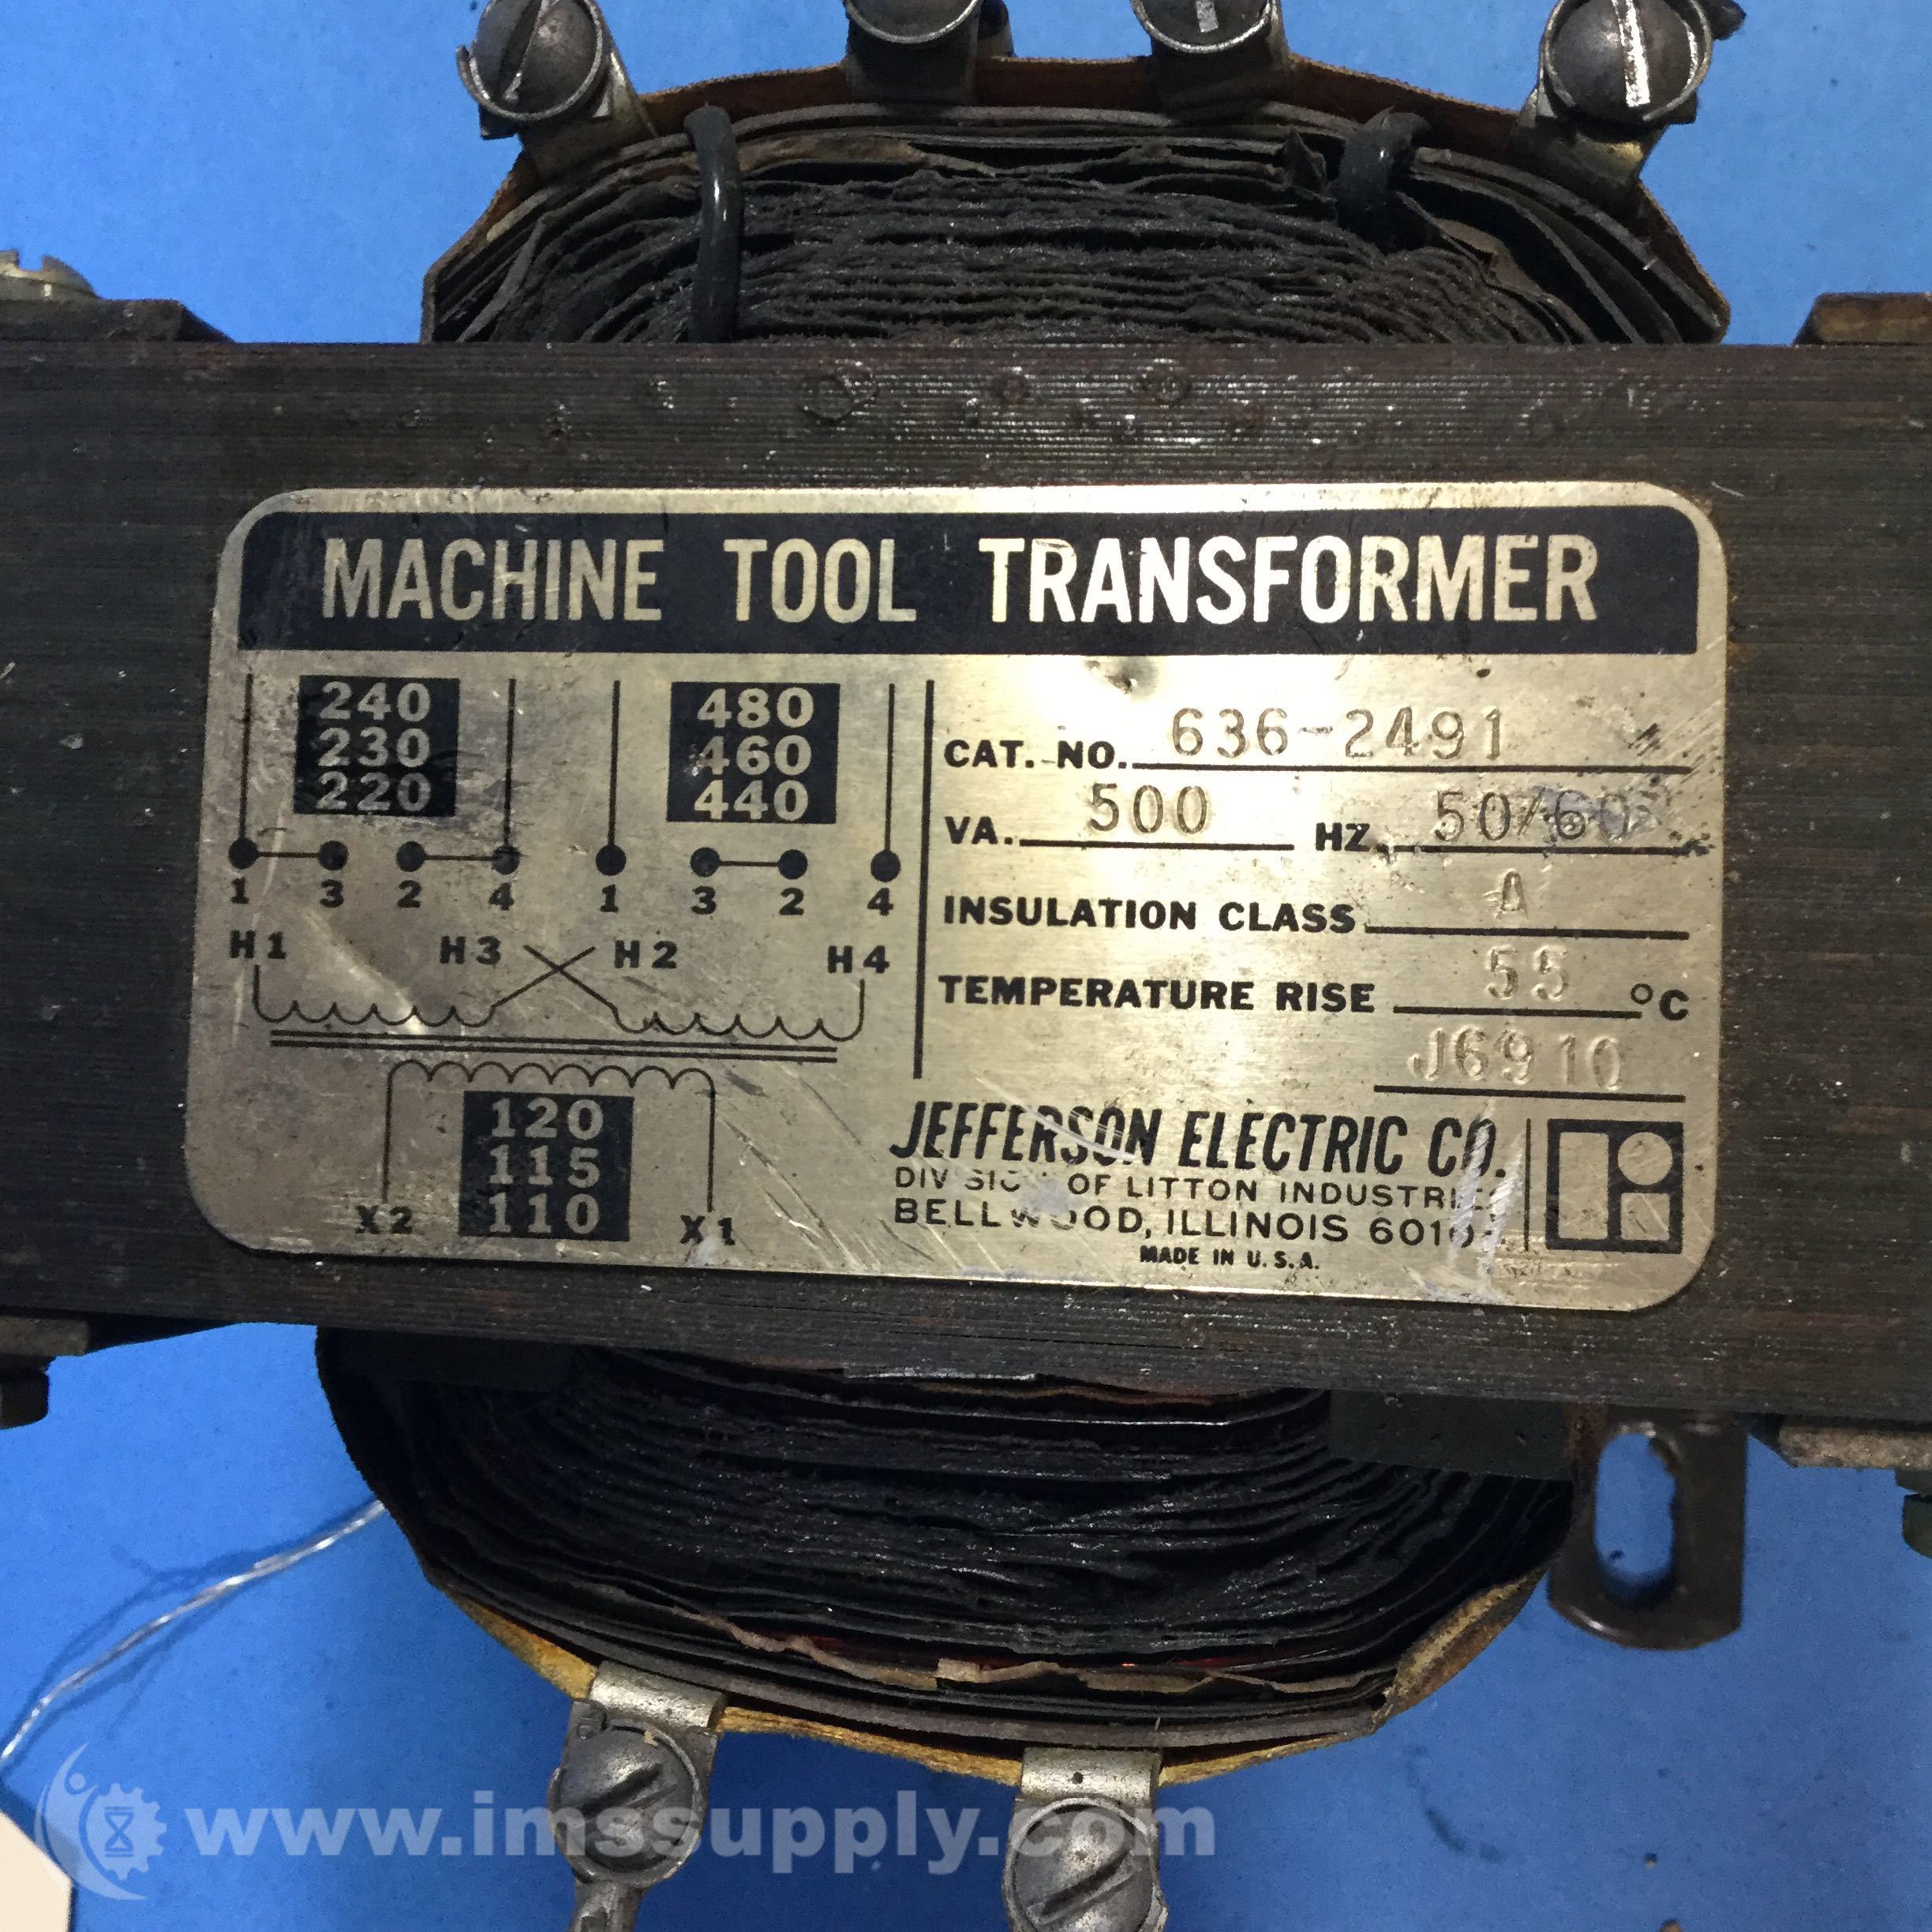 MACHINE TOOL TRANSFORMER
240
230
220
480
460
440
1 3 2 4 1 3 2 4
H1 H3 H2 H4
120
115
110
X2 X1
CAT. NO. 636-2491
VA. 500 HZ. 50/60
INSULATION CLASS A
TEMPERATURE RISE 55 °C
J6910
JEFFERSON ELECTRIC CO.
DIVISION OF LITTON INDUSTRIES
BELLWOOD, ILLINOIS
MADE IN U.S.A.
www.imssupply.com